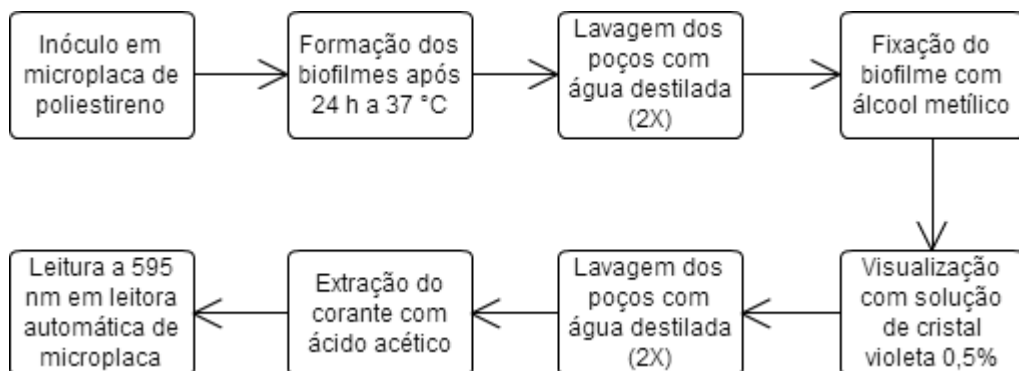 Inóculo em
microplaca de
poliestireno
Formação dos
biofilmes após
24 h a 37 °C
Lavagem dos
poços com
água destilada
(2X)
Fixação do
biofilme com
álcool metílico
Visualização
com solução
de cristal
violeta 0,5%
Lavagem dos
poços com
água destilada
(2X)
Extração do
corante com
ácido acético
Leitura a 595
nm em leitora
automática de
microplaca